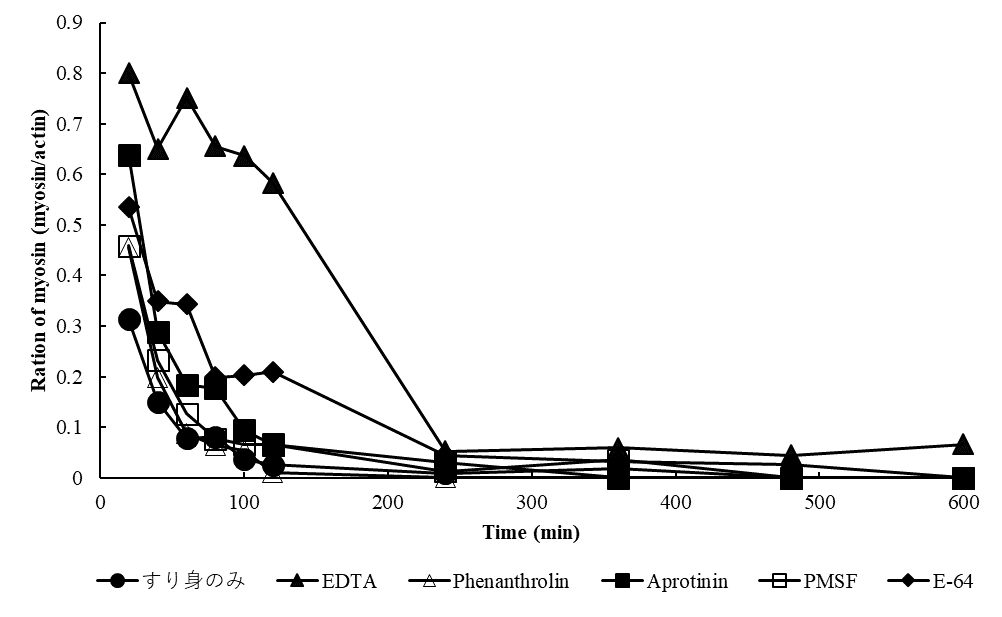 0.9
0.8
0.7
0.6
0.5
0.4
0.3
0.2
0.1
0
Ration of myosin (myosin/actin)
0 100 200 300 400 500 600
Time (min)
すり身のみ EDTA Phenanthrolin Aprotinin PMSF E-64